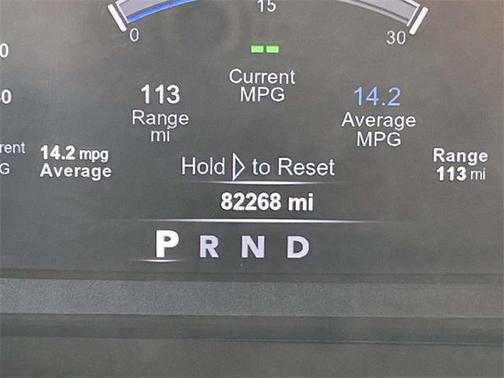 15
0
30
0
113
Range
mi
Current
MPG
14.2
Average
MPG
14.2 mpg
Average
Range
113 mi
Hold to Reset
82268 mi
P R N D